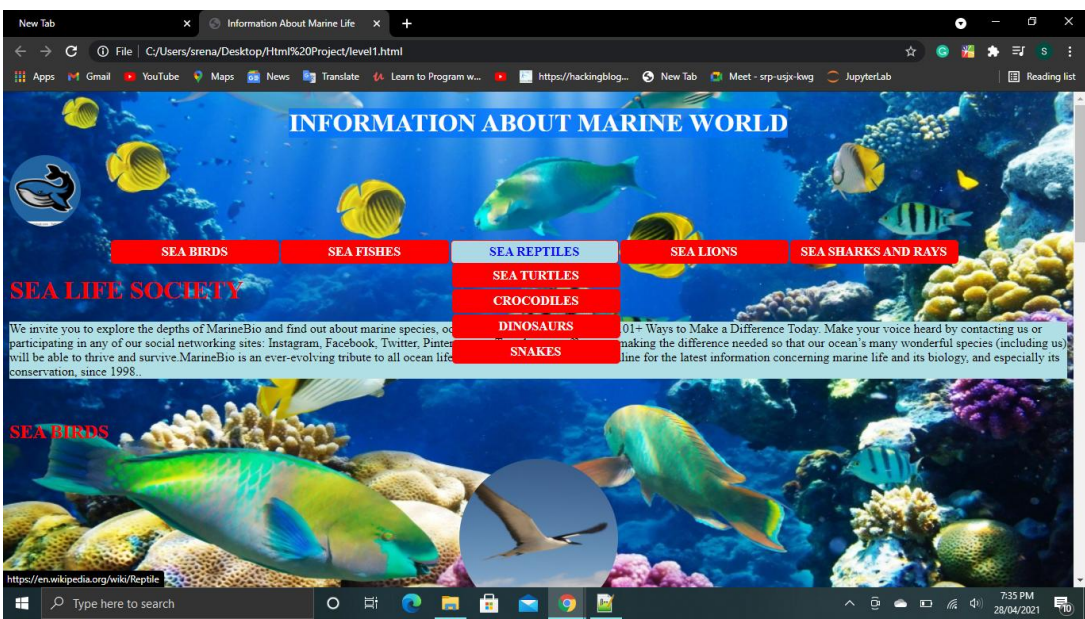 New Tab
Information About Marine Life
File | C:/Users/srena/Desktop/Html%20Project/level1.html
S
Apps Gmail YouTube Maps News Translate Learn to Program w... https://hackingblog... New Tab Meet - srp-usjx-kwg JupyterLab Reading list
INFORMATION ABOUT MARINE WORLD
SEA BIRDS SEA FISHES SEA REPTILES SEA LIONS SEA SHARKS AND RAYS
SEA TURTLES
CROCODILES
DINOSAURS
SNAKES
SEA LIFE SOCIETY
We invite you to explore the depths of MarineBio and find out about marine species, 01+ Ways to Make a Difference Today. Make your voice heard by contacting us or
participating in any of our social networking sites: Instagram, Facebook, Twitter, making the difference needed so that our ocean's many wonderful species (including us)
will be able to thrive and survive.MarineBio is an ever-evolving tribute to all ocean line for the latest information concerning marine life and its biology, and especially its
conservation, since 1998..
SEA BIRDS
https://en.wikipedia.org/wiki/Reptile
Type here to search
7:35 PM
28/04/2021
10